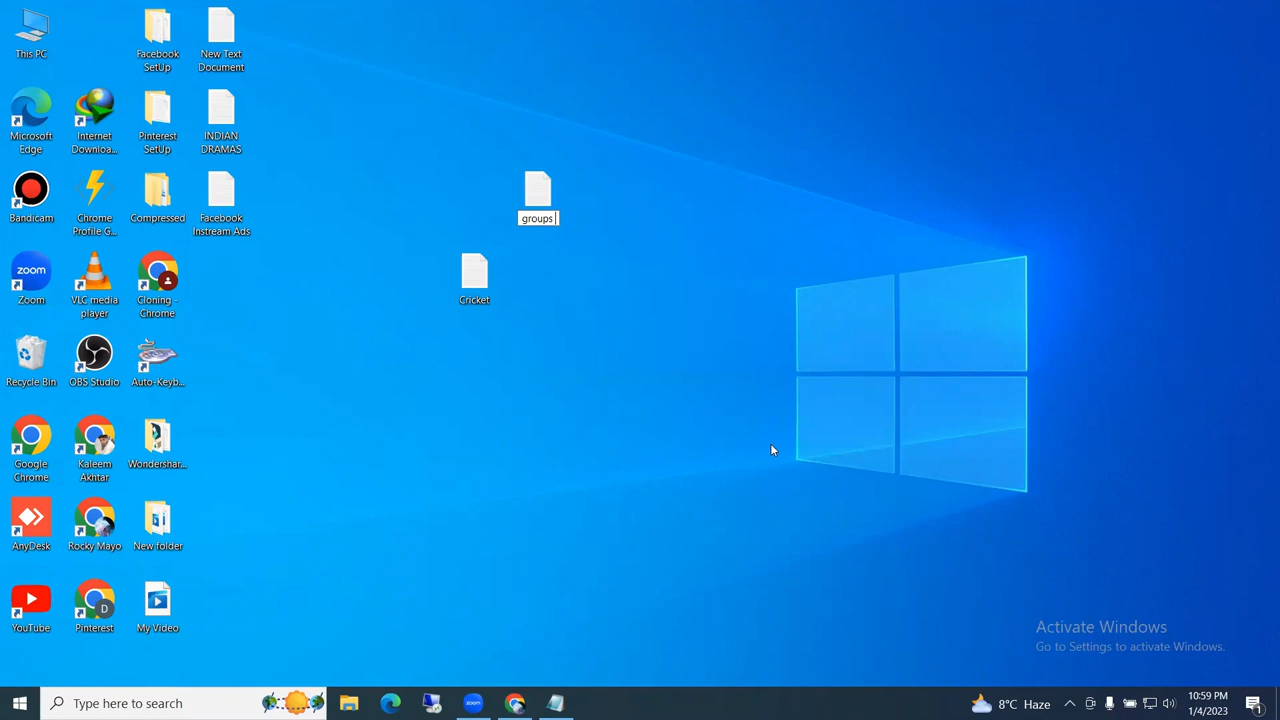 This PC
Facebook
SetUp
New Text
Document
Microsoft
Edge
Internet
Downloa...
Pinterest
SetUp
INDIAN
DRAMAS
Bandicam
Chrome
Profile G...
Compressed
Facebook
Instream Ads
groups
zoom
Zoom
VLC media
player
Cloning -
Chrome
Cricket
Recycle Bin
OBS Studio
Auto-Keyb...
Google
Chrome
Kaleem
Akhtar
Wondershar...
AnyDesk
Rocky Mayo
New folder
YouTube
D
Pinterest
My Video
Activate Windows
Go to Settings to activate Windows.
Type here to search
zoom
8°C Haze
10:59 PM
1/4/2023
1